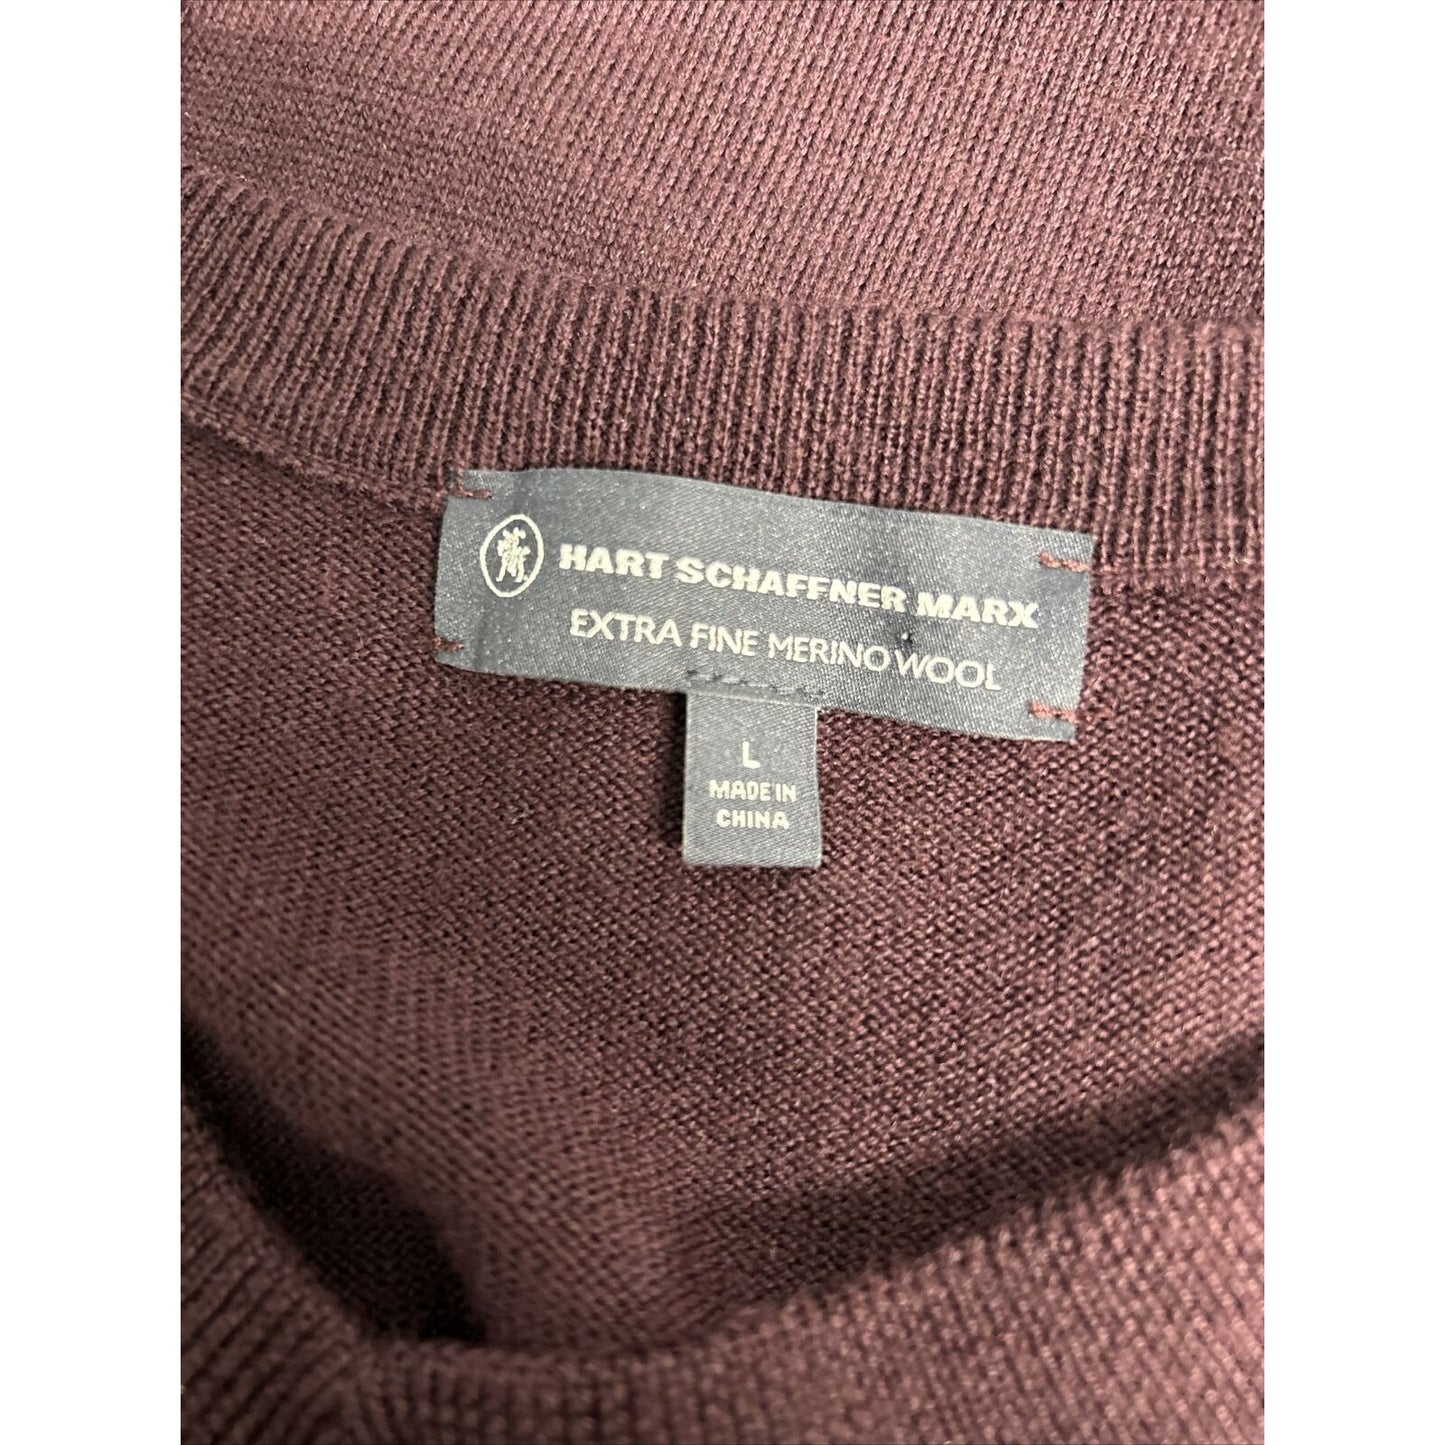 HART SCHAFFNER MARX
EXTRA FINE MERINO WOOL
L
MADE IN
CHINA